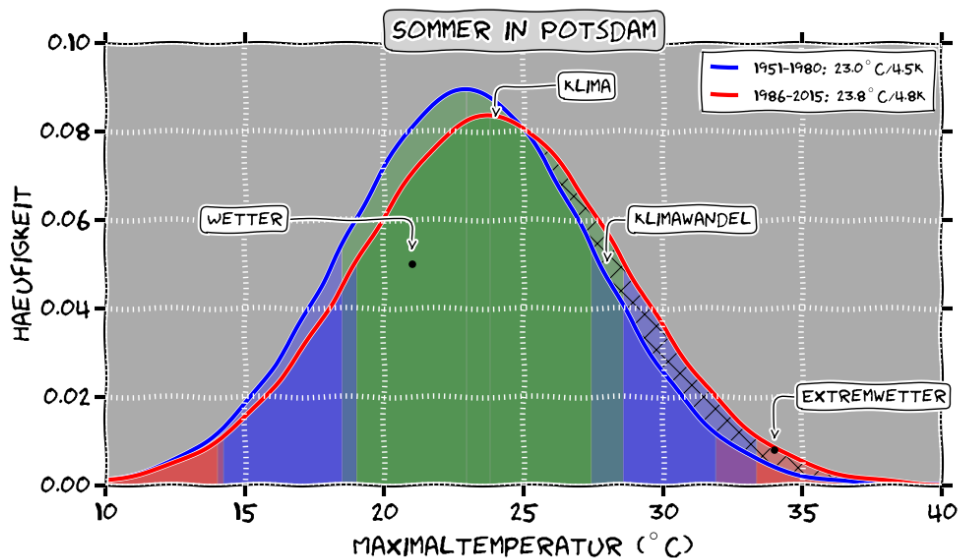 SOMMER IN POTSDAM
1951-1980: 23.0°C/4.5K
1986-2015: 23.8°C/4.8K
KLIMA
WETTER
KLIMAWANDEL
EXTREMWETTER
HAEUFIGKEIT
0.10
0.08
0.06
0.04
0.02
0.00
10 15 20 25 30 35 40
MAXIMALTEMPERATUR (°C)